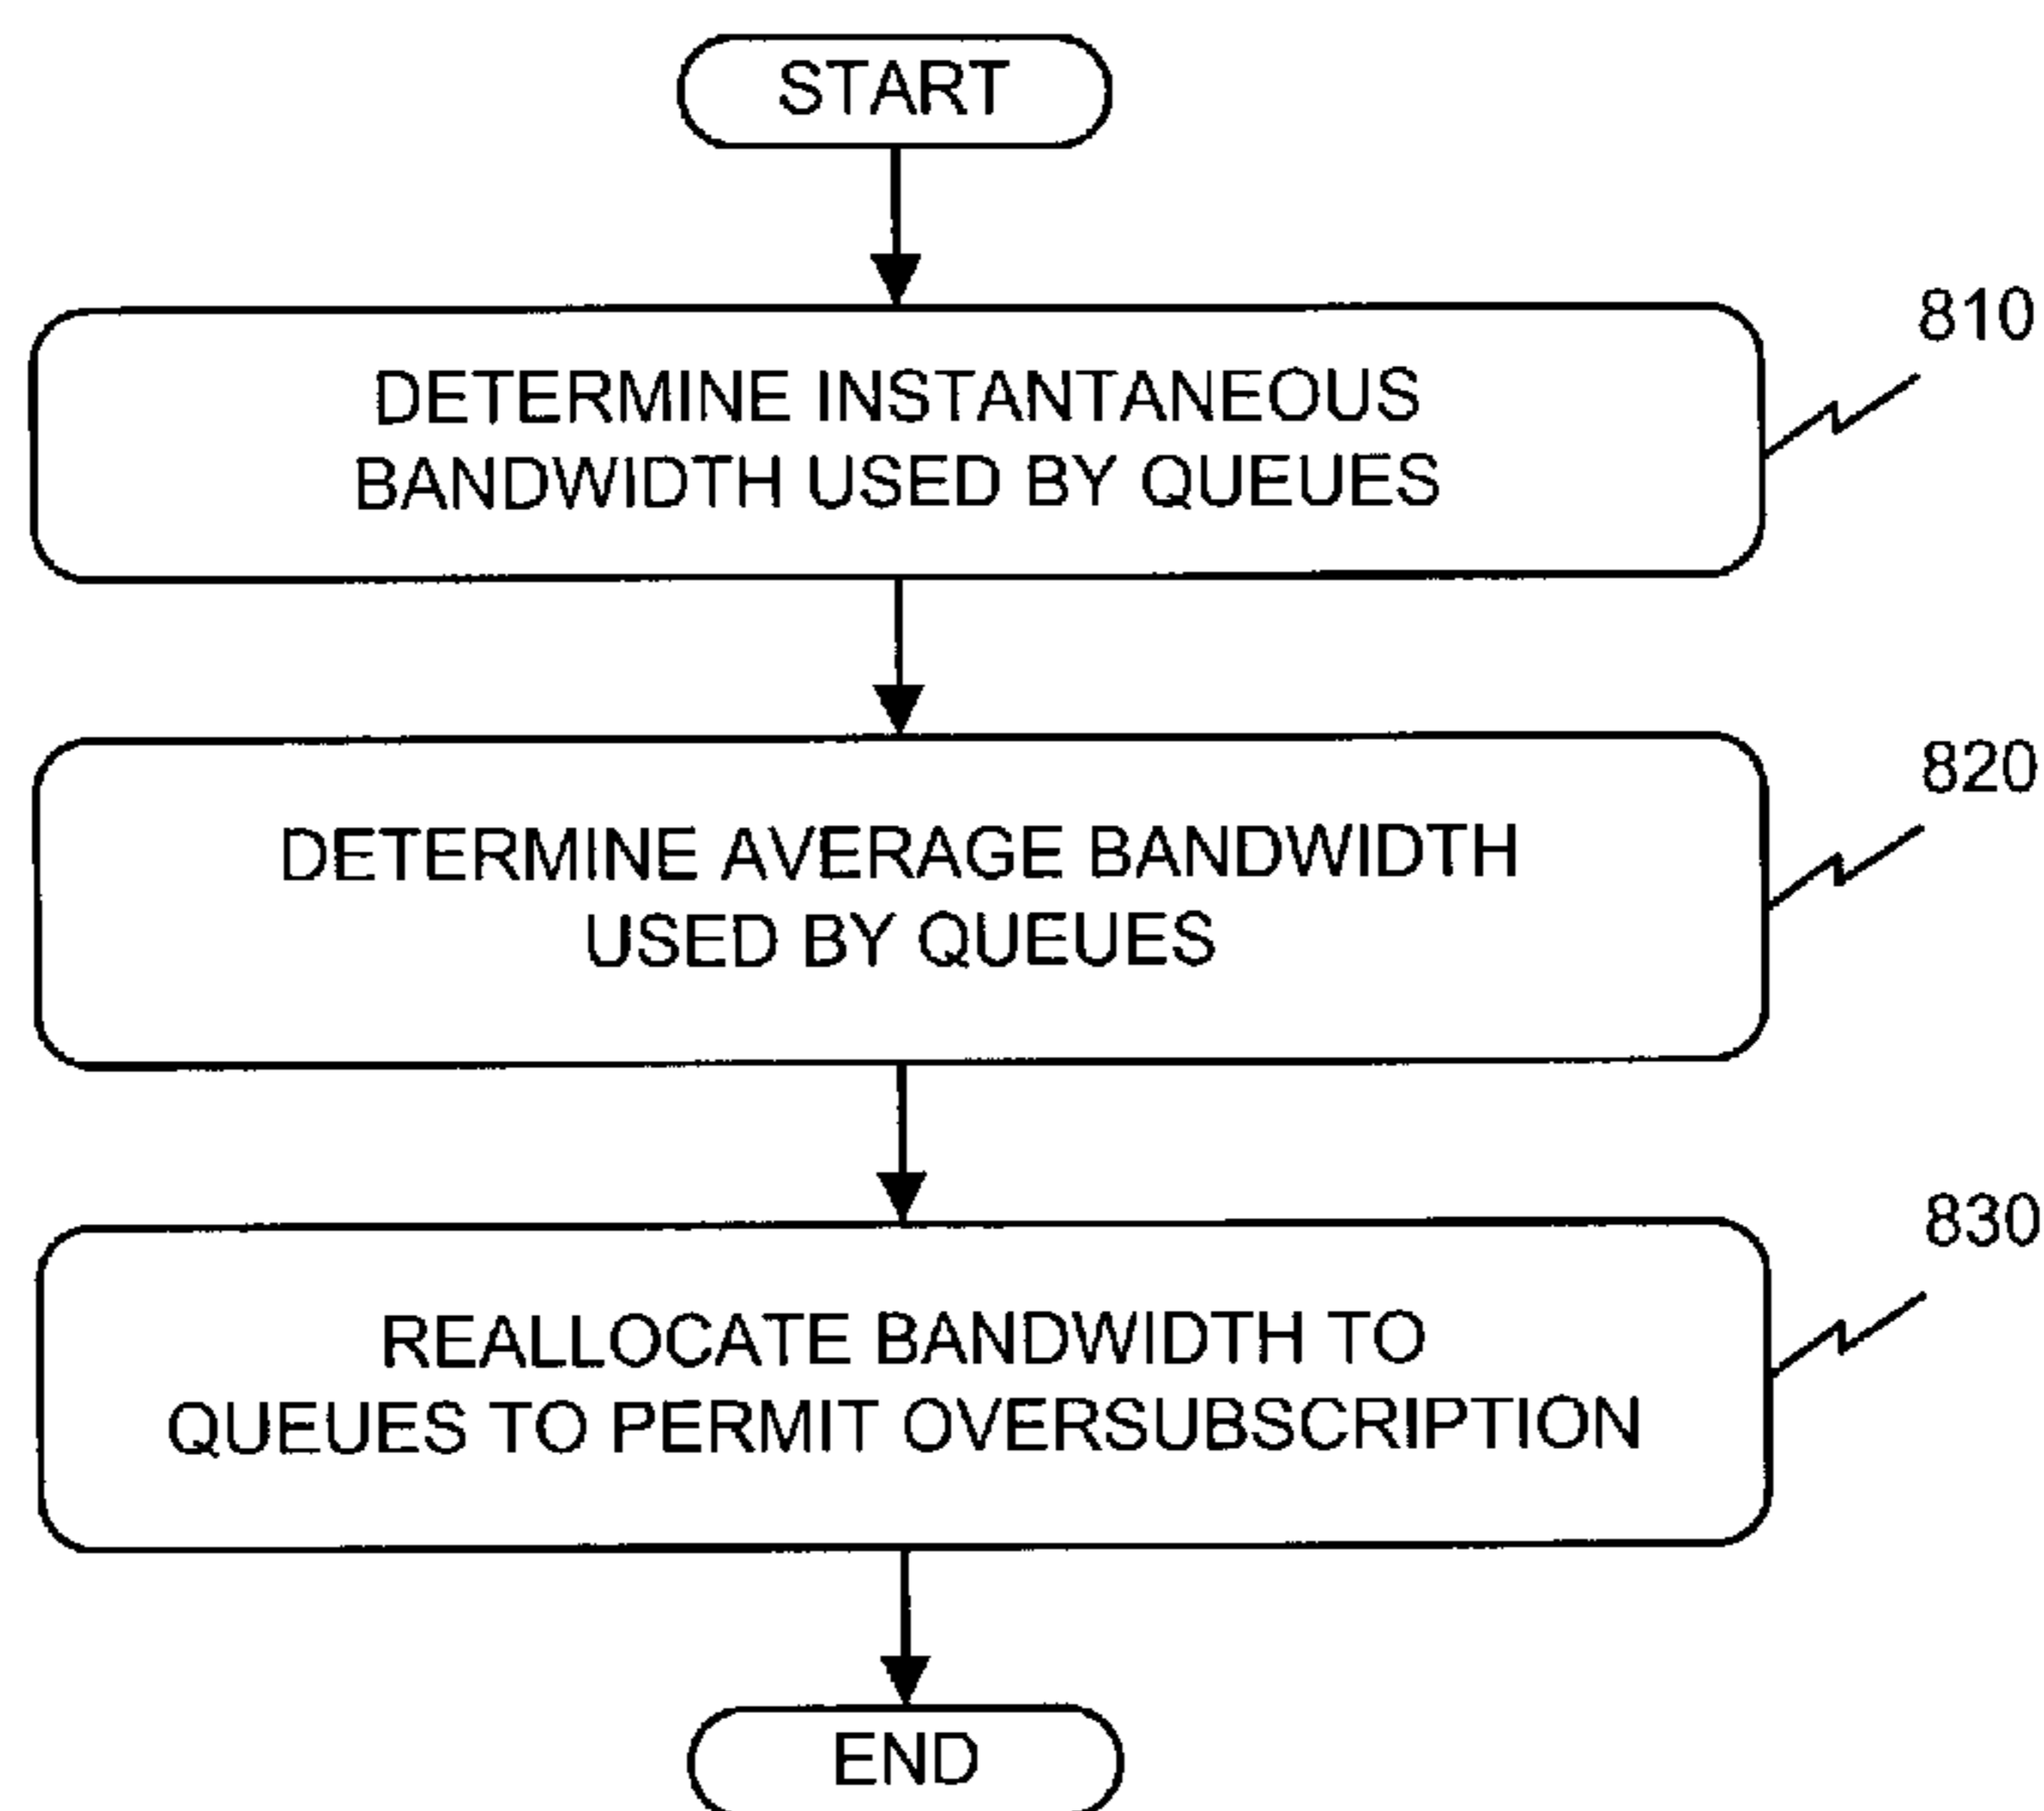 START
810
DETERMINE INSTANTANEOUS
BANDWIDTH USED BY QUEUES
820
DETERMINE AVERAGE BANDWIDTH
USED BY QUEUES
830
REALLOCATE BANDWIDTH TO
QUEUES TO PERMIT OVERSUBSCRIPTION
END